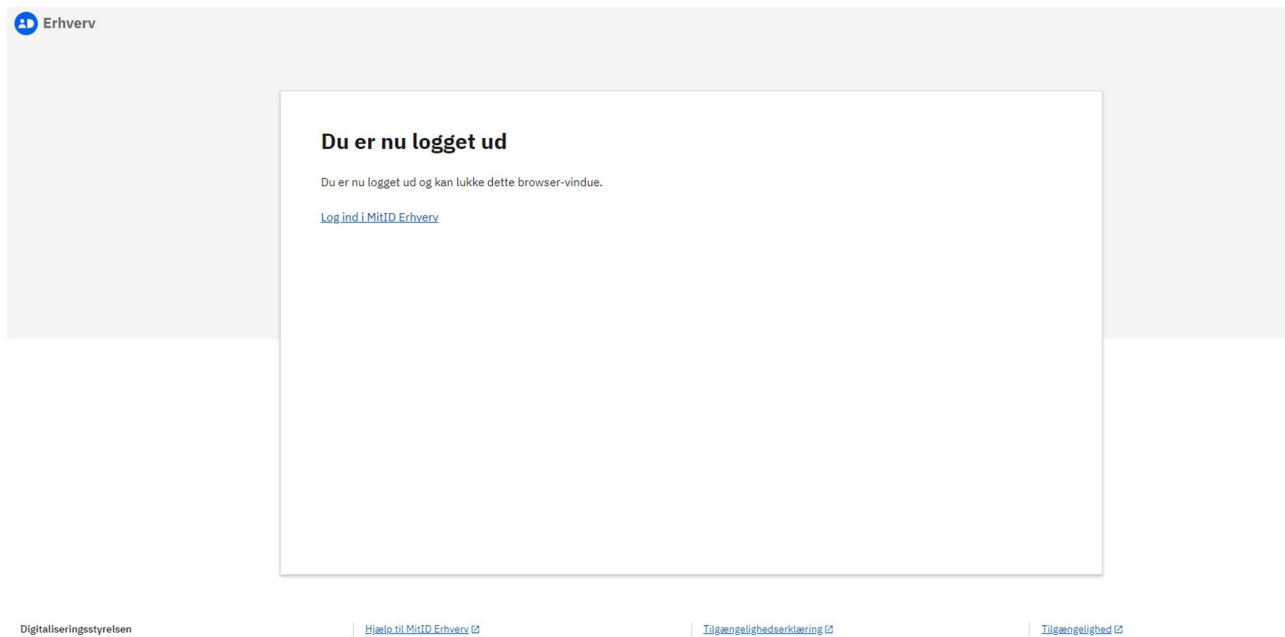 Erhverv
Du er nu logget ud
Du er nu logget ud og kan lukke dette browser-vindue.
Log ind i MitID Erhverv
Digitaliseringsstyrelsen
Hjælp til MitID Erhverv
Tilgængelighedserklæring
Tilgængelighed